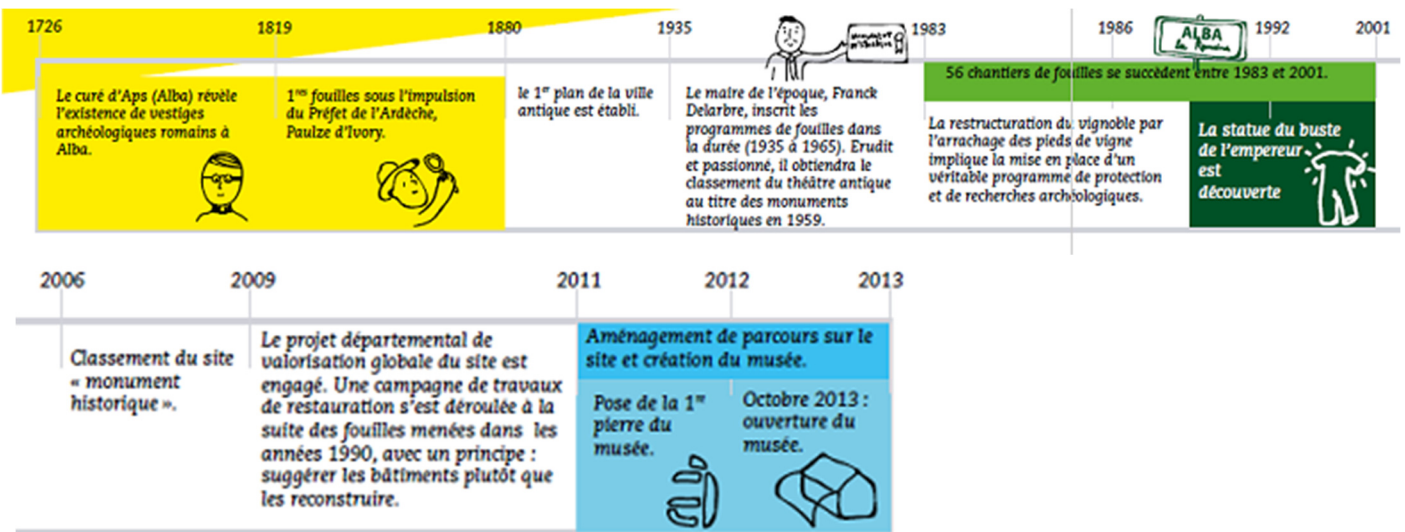 1726
1819
1880
1935
1983
1986
1992
2001
ALBA
la Romaine
Le curé d'Aps (Alba) révèle
l'existence de vestiges
archéologiques romains à
Alba.
1res fouilles sous l'impulsion
du Préfet de l'Ardèche,
Paulze d'Ivory.
le 1er plan de la ville
antique est établi.
Le maire de l'époque, Franck
Delarbre, inscrit les
programmes de fouilles dans
la durée (1935 à 1965). Erudit
et passionné, il obtiendra le
classement du théâtre antique
au titre des monuments
historiques en 1959.
56 chantiers de fouilles se succèdent entre 1983 et 2001.
La restructuration du vignoble par
l'arrachage des pieds de vigne
implique la mise en place d'un
véritable programme de protection
et de recherches archéologiques.
La statue du buste
de l'empereur
est
découverte
2006
2009
2011
2012
2013
Classement du site
« monument
historique ».
Le projet départemental de
valorisation globale du site est
engagé. Une campagne de travaux
de restauration s'est déroulée à la
suite des fouilles menées dans les
années 1990, avec un principe :
suggérer les bâtiments plutôt que
les reconstruire.
Aménagement de parcours sur le
site et création du musée.
Pose de la 1re
pierre du
musée.
Octobre 2013 :
ouverture du
musée.